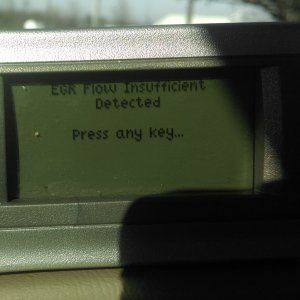 EGR Flow Insufficient
Detected
Press any key...